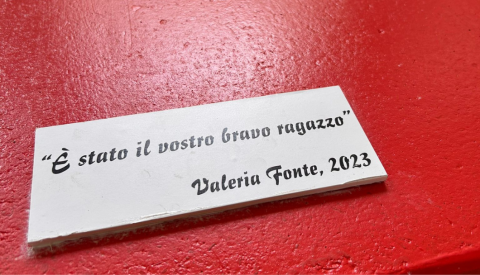 “È stato il vostro bravo ragazzo”
Valeria Fonte, 2023